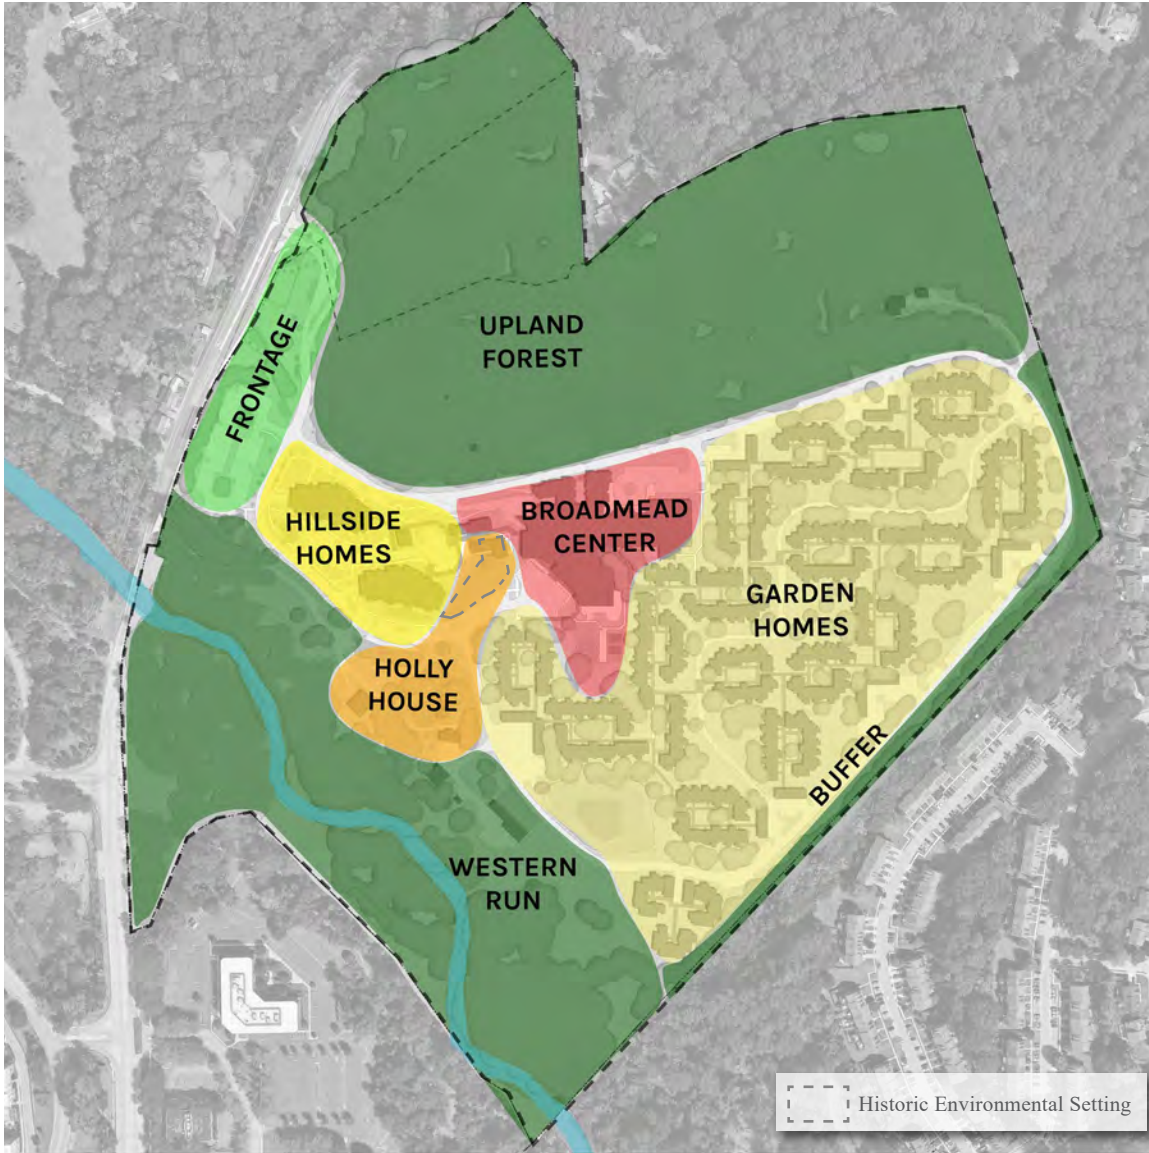 UPLAND
FOREST
FRONTAGE
HILLSIDE
HOMES
BROADMEAD
CENTER
GARDEN
HOMES
HOLLY
HOUSE
BUFFER
WESTERN
RUN
Historic Environmental Setting